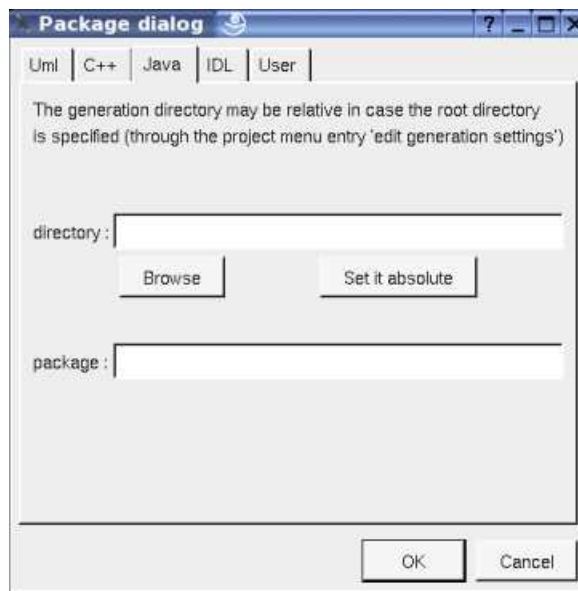 Package dialog
Uml C++ Java IDL User
The generation directory may be relative in case the root directory
is specified (through the project menu entry 'edit generation settings')
directory :
Browse Set it absolute
package :
OK Cancel